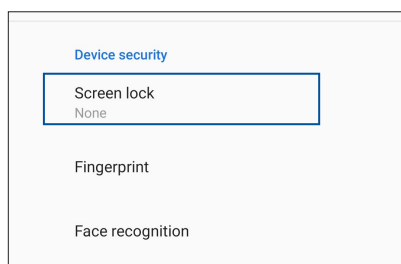 Device security
Screen lock
None
Fingerprint
Face recognition